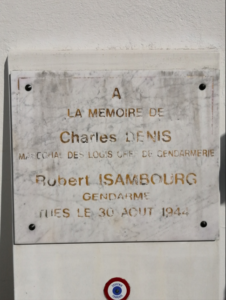 A
LA MEMOIRE DE
Charles DENIS
MARECHAL DES LOGIS CHEF DE GENDARMERIE
Robert ISAMBOURG
GENDARME
TUES LE 30 AOUT 1944